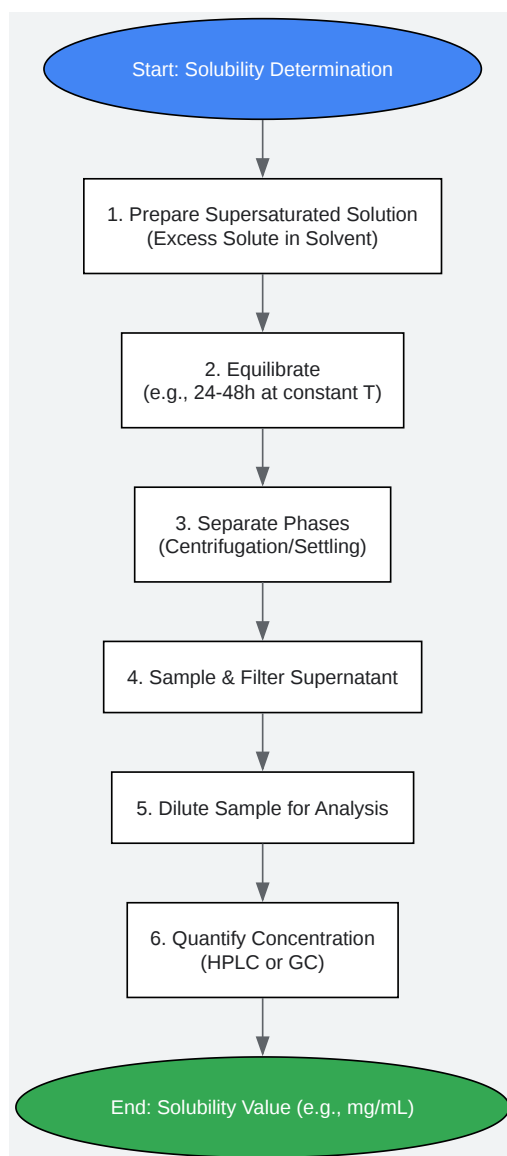 Start: Solubility Determination
1. Prepare Supersaturated Solution
(Excess Solute in Solvent)
2. Equilibrate
(e.g., 24-48h at constant T)
3. Separate Phases
(Centrifugation/Settling)
4. Sample & Filter Supernatant
5. Dilute Sample for Analysis
6. Quantify Concentration
(HPLC or GC)
End: Solubility Value (e.g., mg/mL)